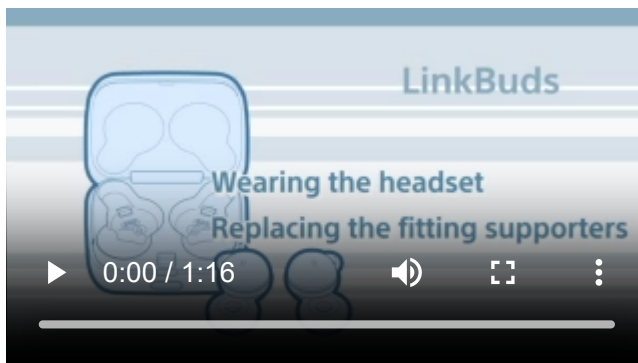 LinkBuds
Wearing the headset
Replacing the fitting supporters
0:00 / 1:16